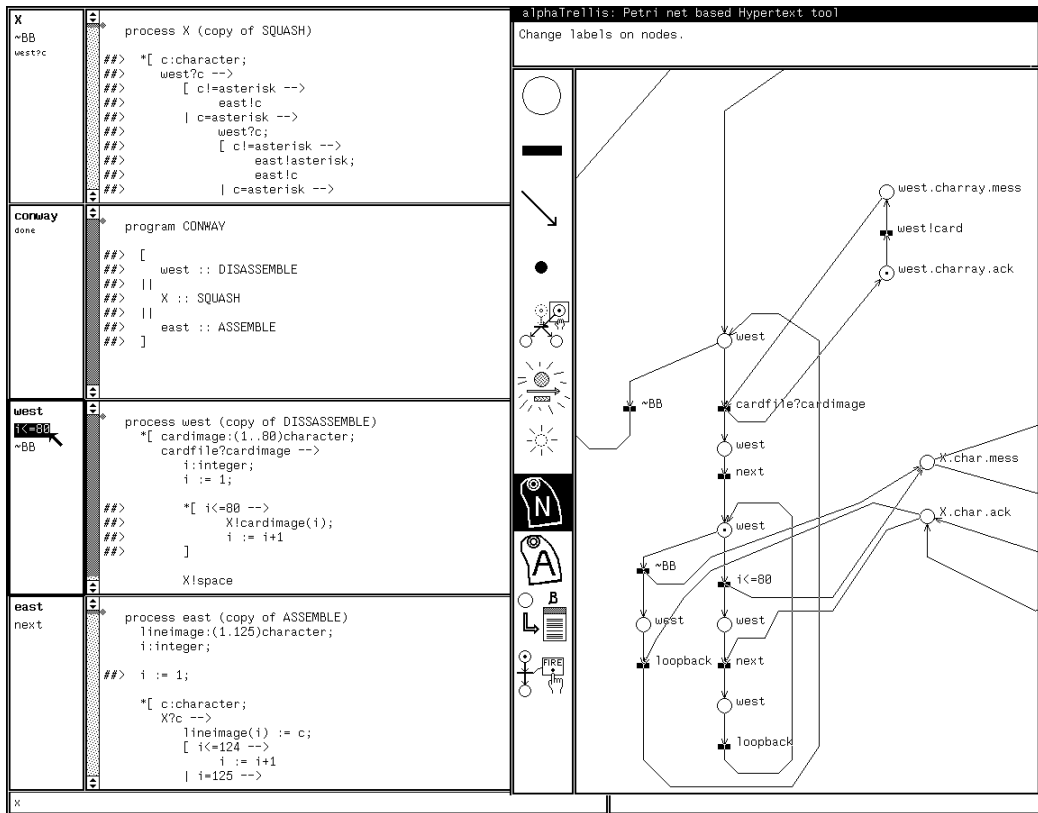 X
~BB
west?c
process X (copy of SQUASH)
##> *[ c:character;
##> west?c -->
##> [ c!=asterisk -->
##> east!c
##> | c=asterisk -->
##> west?c;
##> [ c!=asterisk -->
##> east!asterisk;
##> east!c
##> | c=asterisk -->
conway
done
program CONWAY
##> [
##> west :: DISASSEMBLE
##> ||
##> X :: SQUASH
##> ||
##> east :: ASSEMBLE
##> ]
west
i<=80
~BB
process west (copy of DISSASSEMBLE)
*[ cardimage:(1..80)character;
cardfile?cardimage -->
i:integer;
i := 1;
##> *[ i<=80 -->
##> X!cardimage(i);
##> i := i+1
##> ]
X!space
east
next
process east (copy of ASSEMBLE)
lineimage:(1.125)character;
i:integer;
##> i := 1;
*[ c:character;
X?c -->
lineimage(i) := c;
[ i<=124 -->
i := i+1
| i=125 -->
X
alphaTrellis: Petri net based Hypertext tool
Change labels on nodes.
N
A
B
FIRE
west.charray.mess
west!card
west.charray.ack
west
~BB
cardfile?cardimage
west
next
X.char.mess
X.char.ack
west
~BB
i<=80
west
west
loopback
next
west
loopback